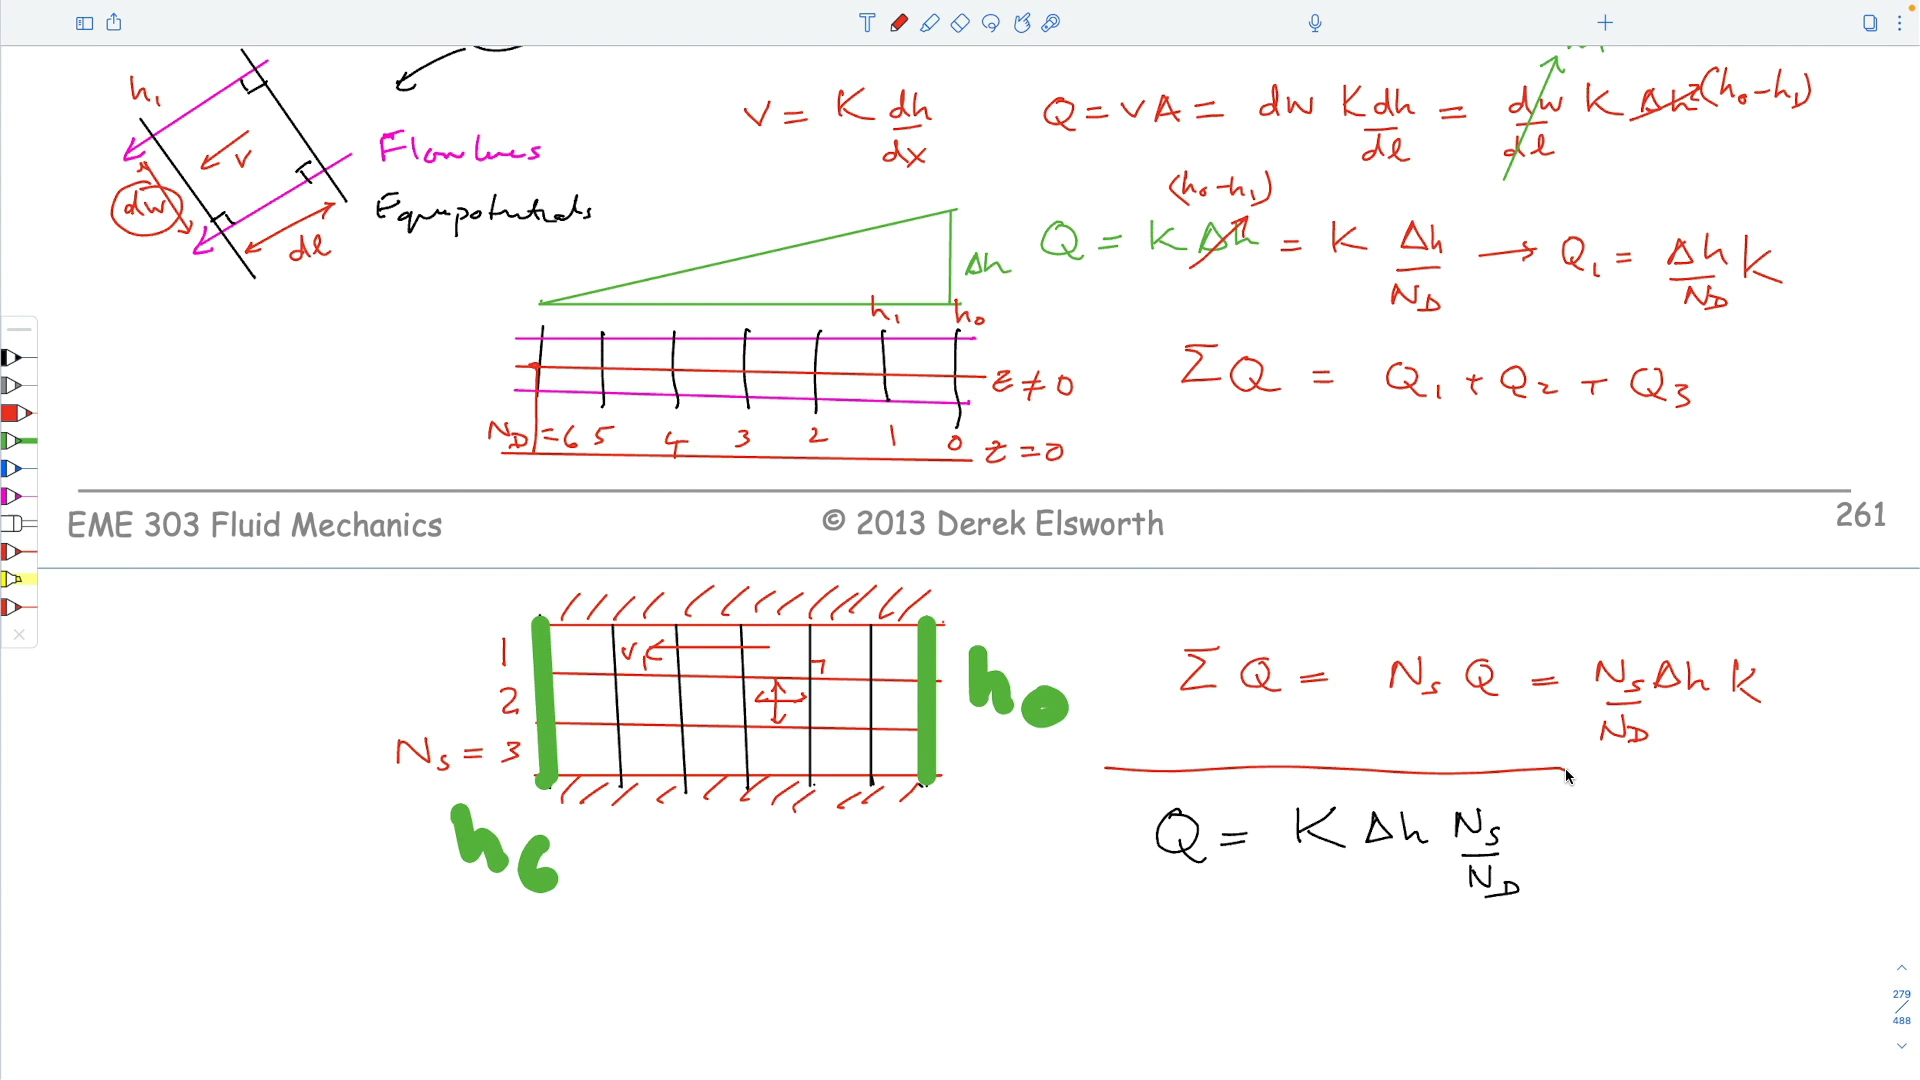 h₁
v
dw
dl
Flowlines
Equipotentials
V = K dh/dx
Q = VA = dw K dh/dl = dw/dl K Δh (h₀-h₁)
(h₀-h₁)
Q = K Δh = K Δh/N_D → Q₁ = Δh/N_D K
Δh
h₁ h₀
z ≠ 0
N_D = 6 5 4 3 2 1 0 z = 0
ΣQ = Q₁ + Q₂ + Q₃
EME 303 Fluid Mechanics © 2013 Derek Elsworth 261
1
2
N_s = 3
v₁
h₀
h₆
ΣQ = N_s Q = N_s/N_D Δh K
Q = K Δh N_s/N_D
279
488